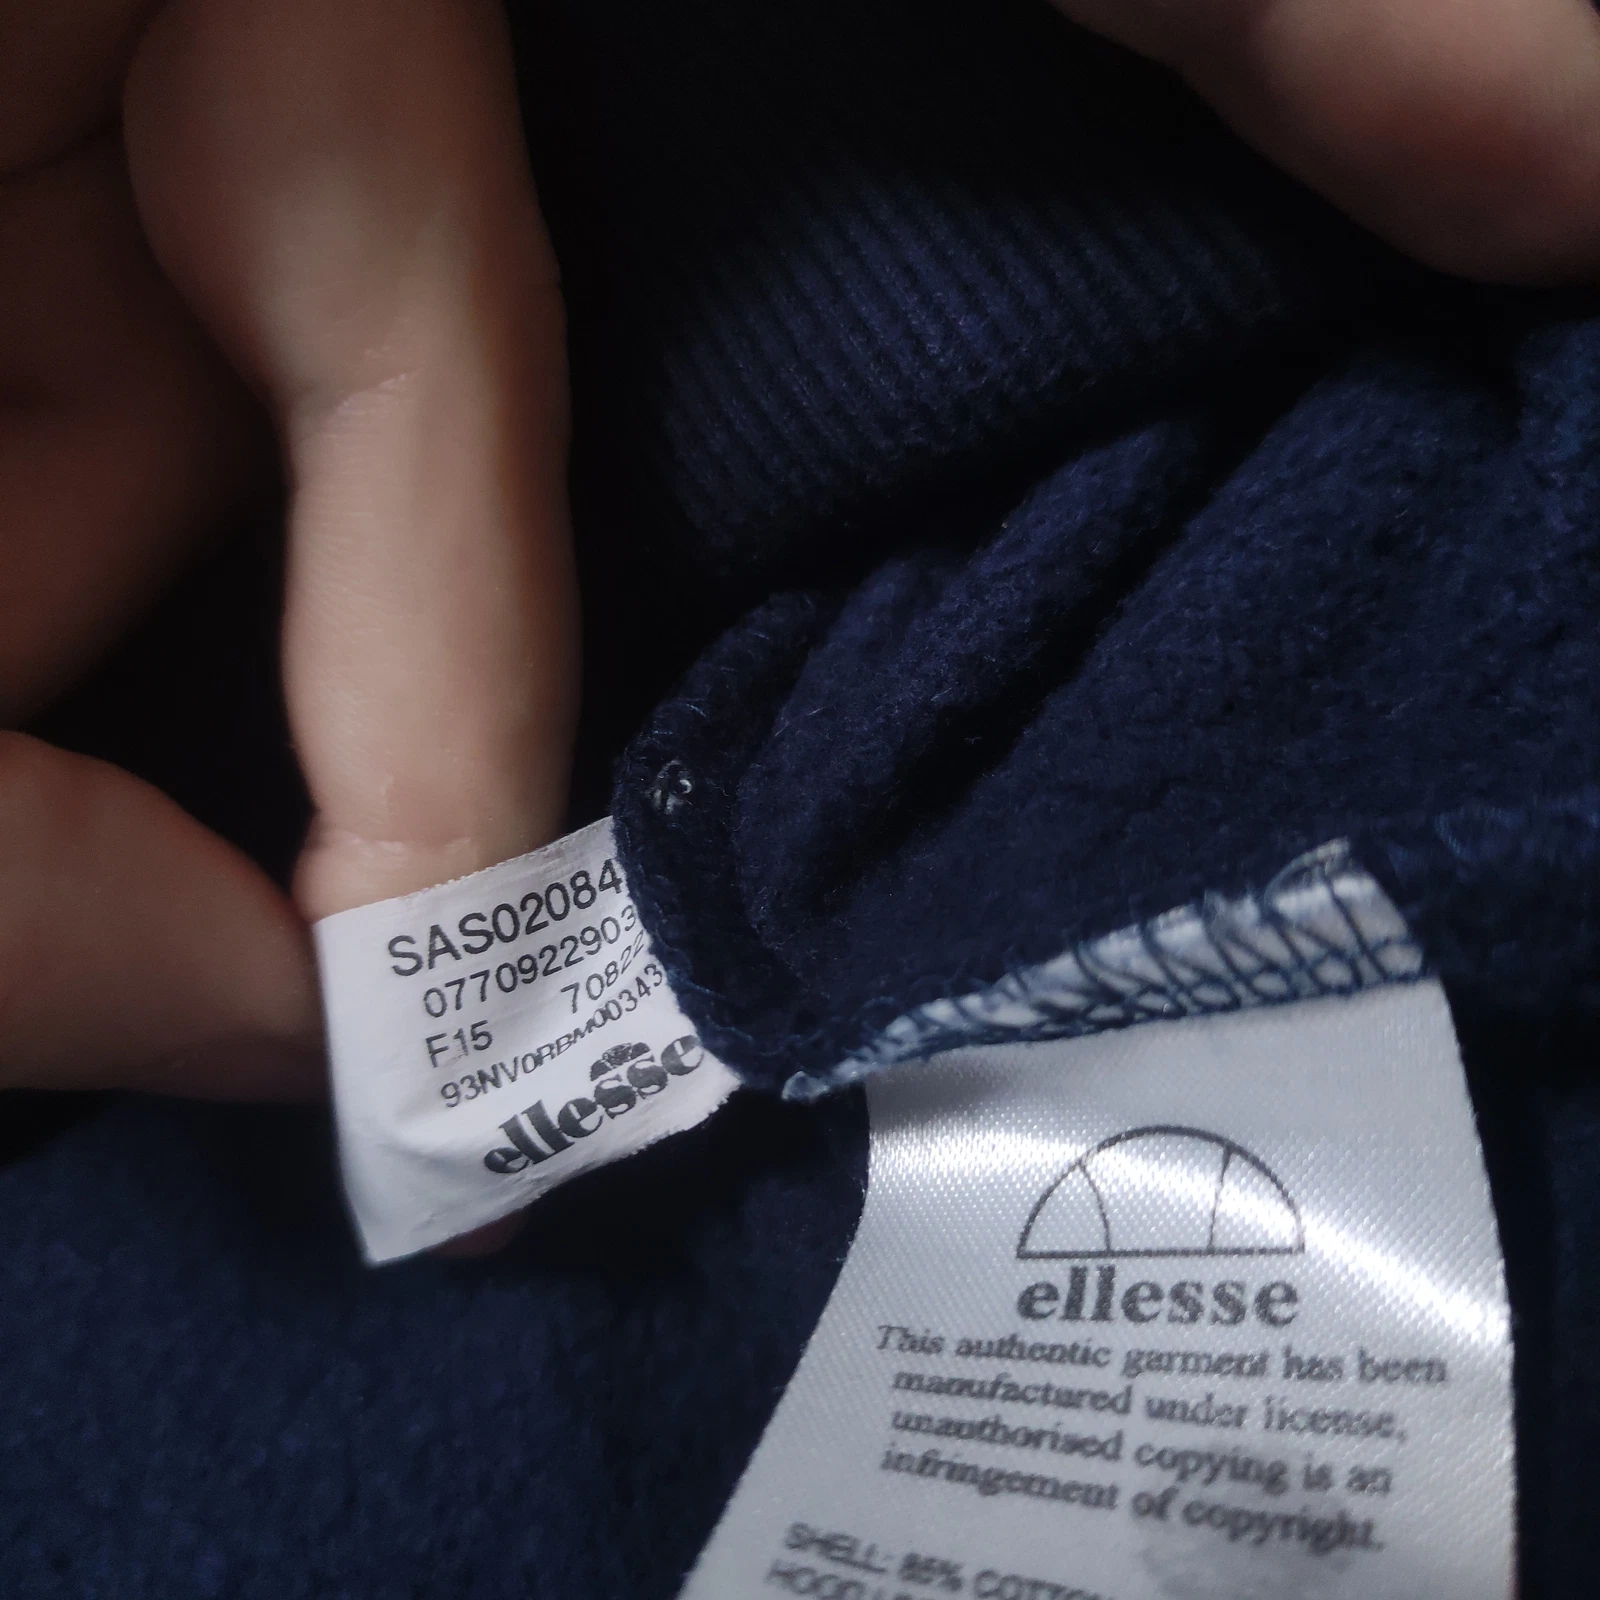 SAS02084
0770922903
F15 70822
93NV0RBM00343
ellesse
ellesse
This authentic garment has been
manufactured under license,
unauthorised copying is an
infringement of copyright.
SHELL: 85% COTTON
HOOD